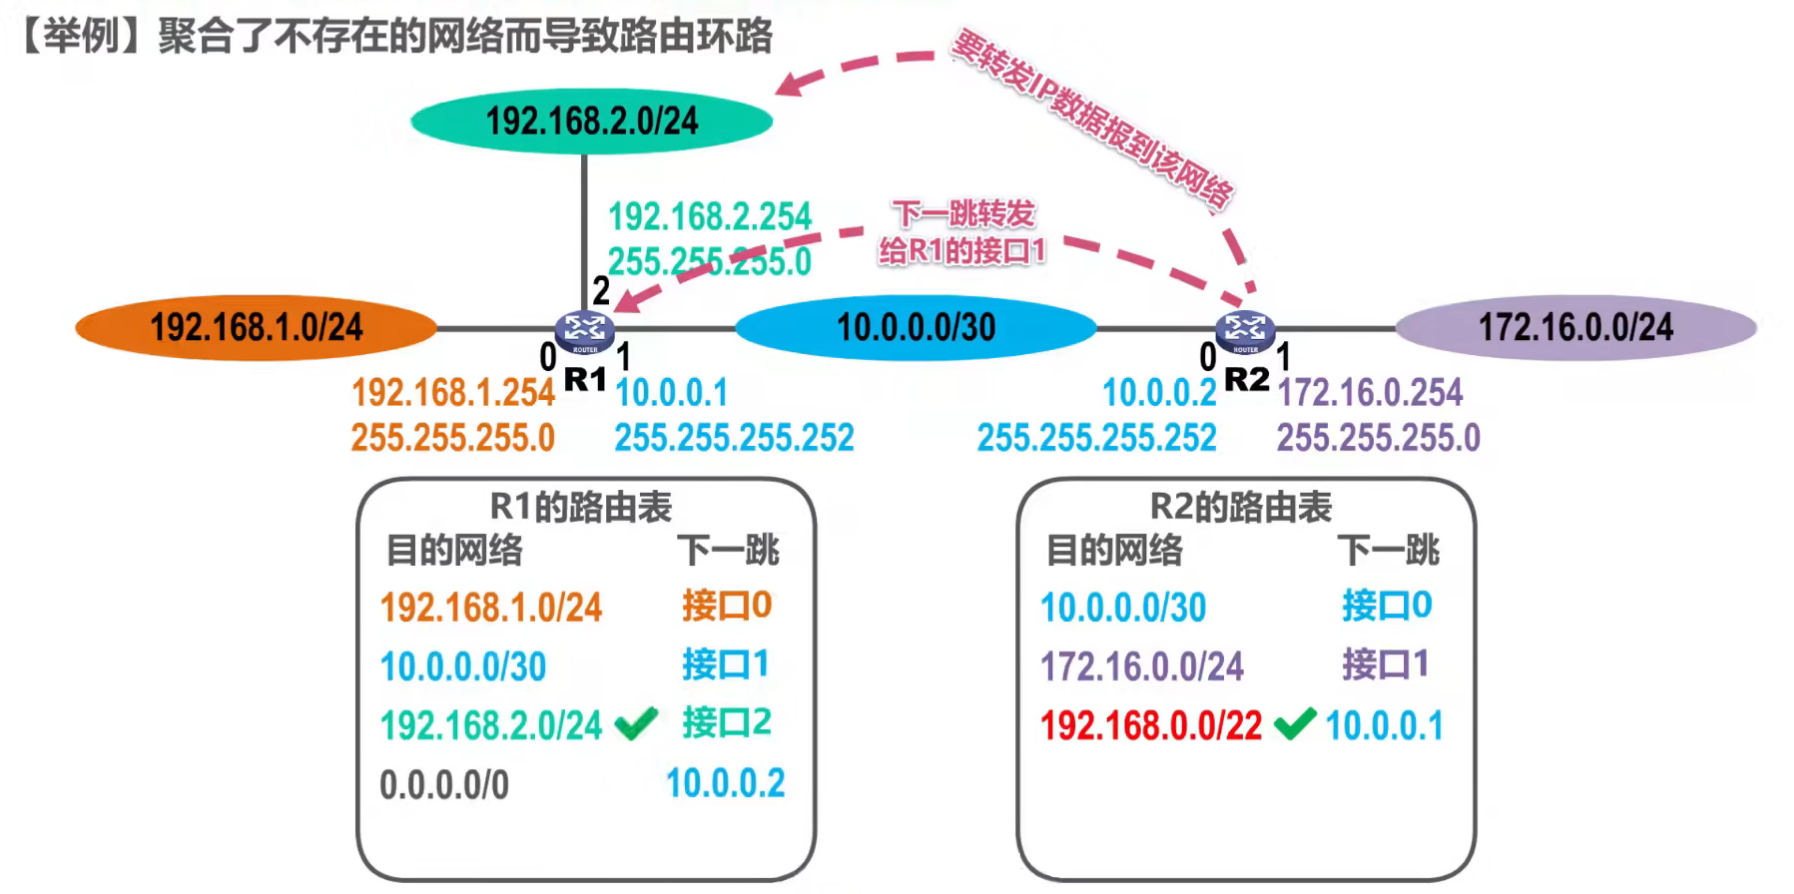 【举例】聚合了不存在的网络而导致路由环路
要转发IP数据报到该网络
192.168.2.0/24
192.168.2.254
255.255.255.0
下一跳转发
给R1的接口1
2
192.168.1.0/24
10.0.0.0/30
172.16.0.0/24
ROUTER
ROUTER
0 R1 1
0 R2 1
192.168.1.254
255.255.255.0
10.0.0.1
255.255.255.252
10.0.0.2
255.255.255.252
172.16.0.254
255.255.255.0
R1的路由表
目的网络 下一跳
192.168.1.0/24 接口0
10.0.0.0/30 接口1
192.168.2.0/24 接口2
0.0.0.0/0 10.0.0.2
R2的路由表
目的网络 下一跳
10.0.0.0/30 接口0
172.16.0.0/24 接口1
192.168.0.0/22 10.0.0.1